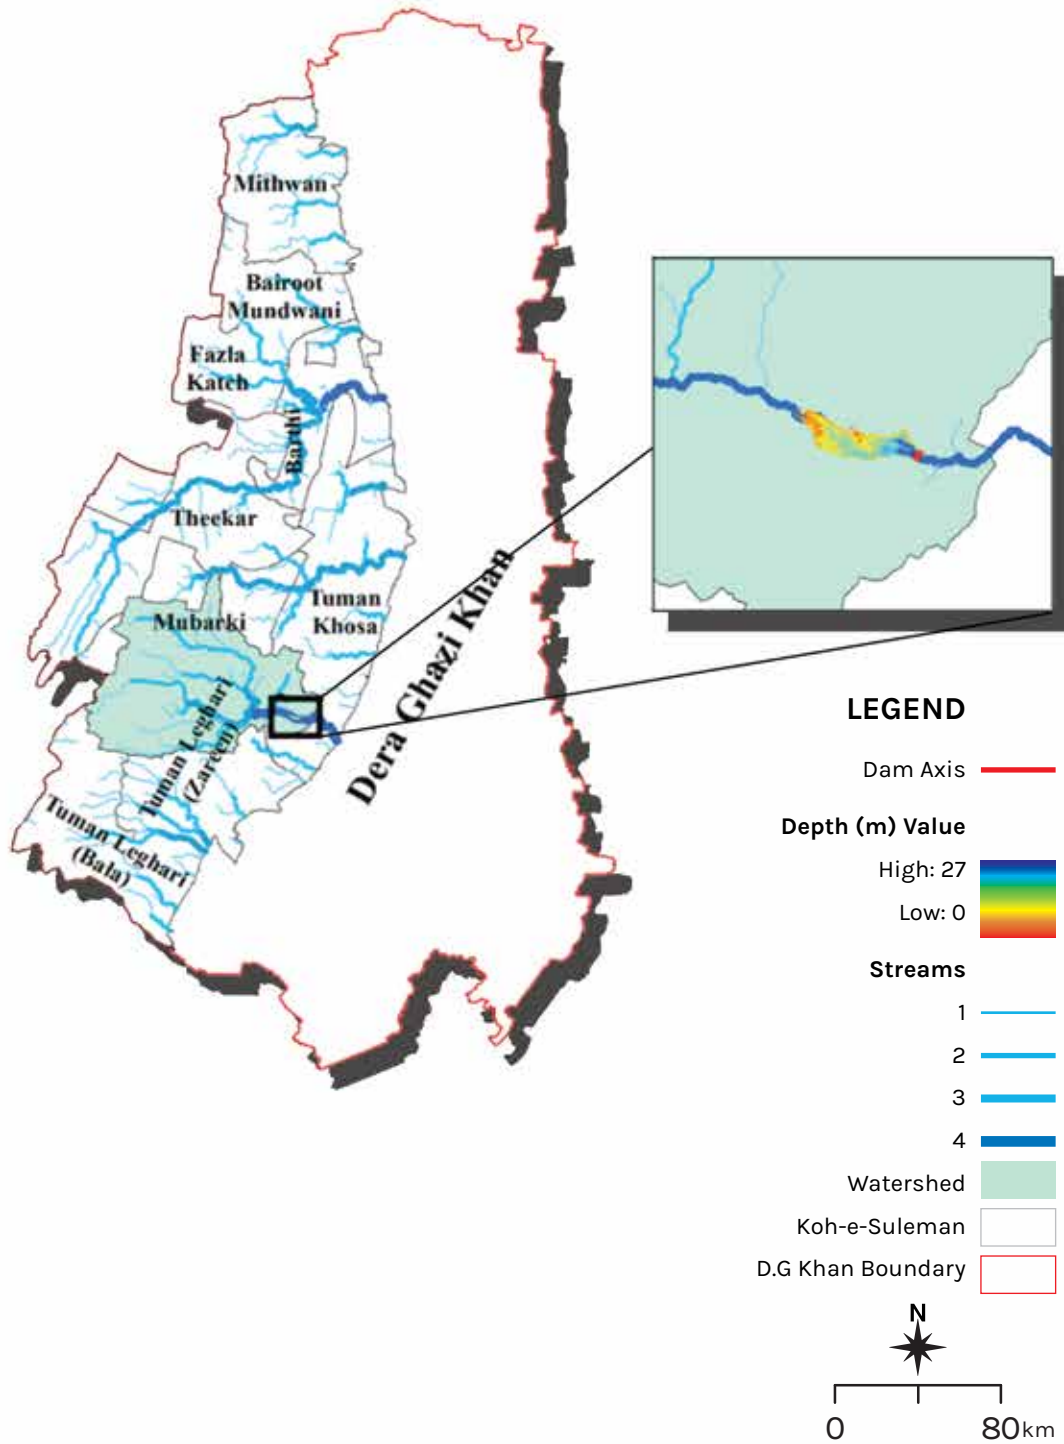 Mithwan
Bairoot
Mundwani
Fazla
Katch
Barthi
Theekar
Tuman
Khosa
Mubarki
Dera Ghazi Khan
Tuman Leghari
(Zareen)
Tuman Leghari
(Bala)
LEGEND
Dam Axis
Depth (m) Value
High: 27
Low: 0
Streams
1
2
3
4
Watershed
Koh-e-Suleman
D.G Khan Boundary
N
0 80km